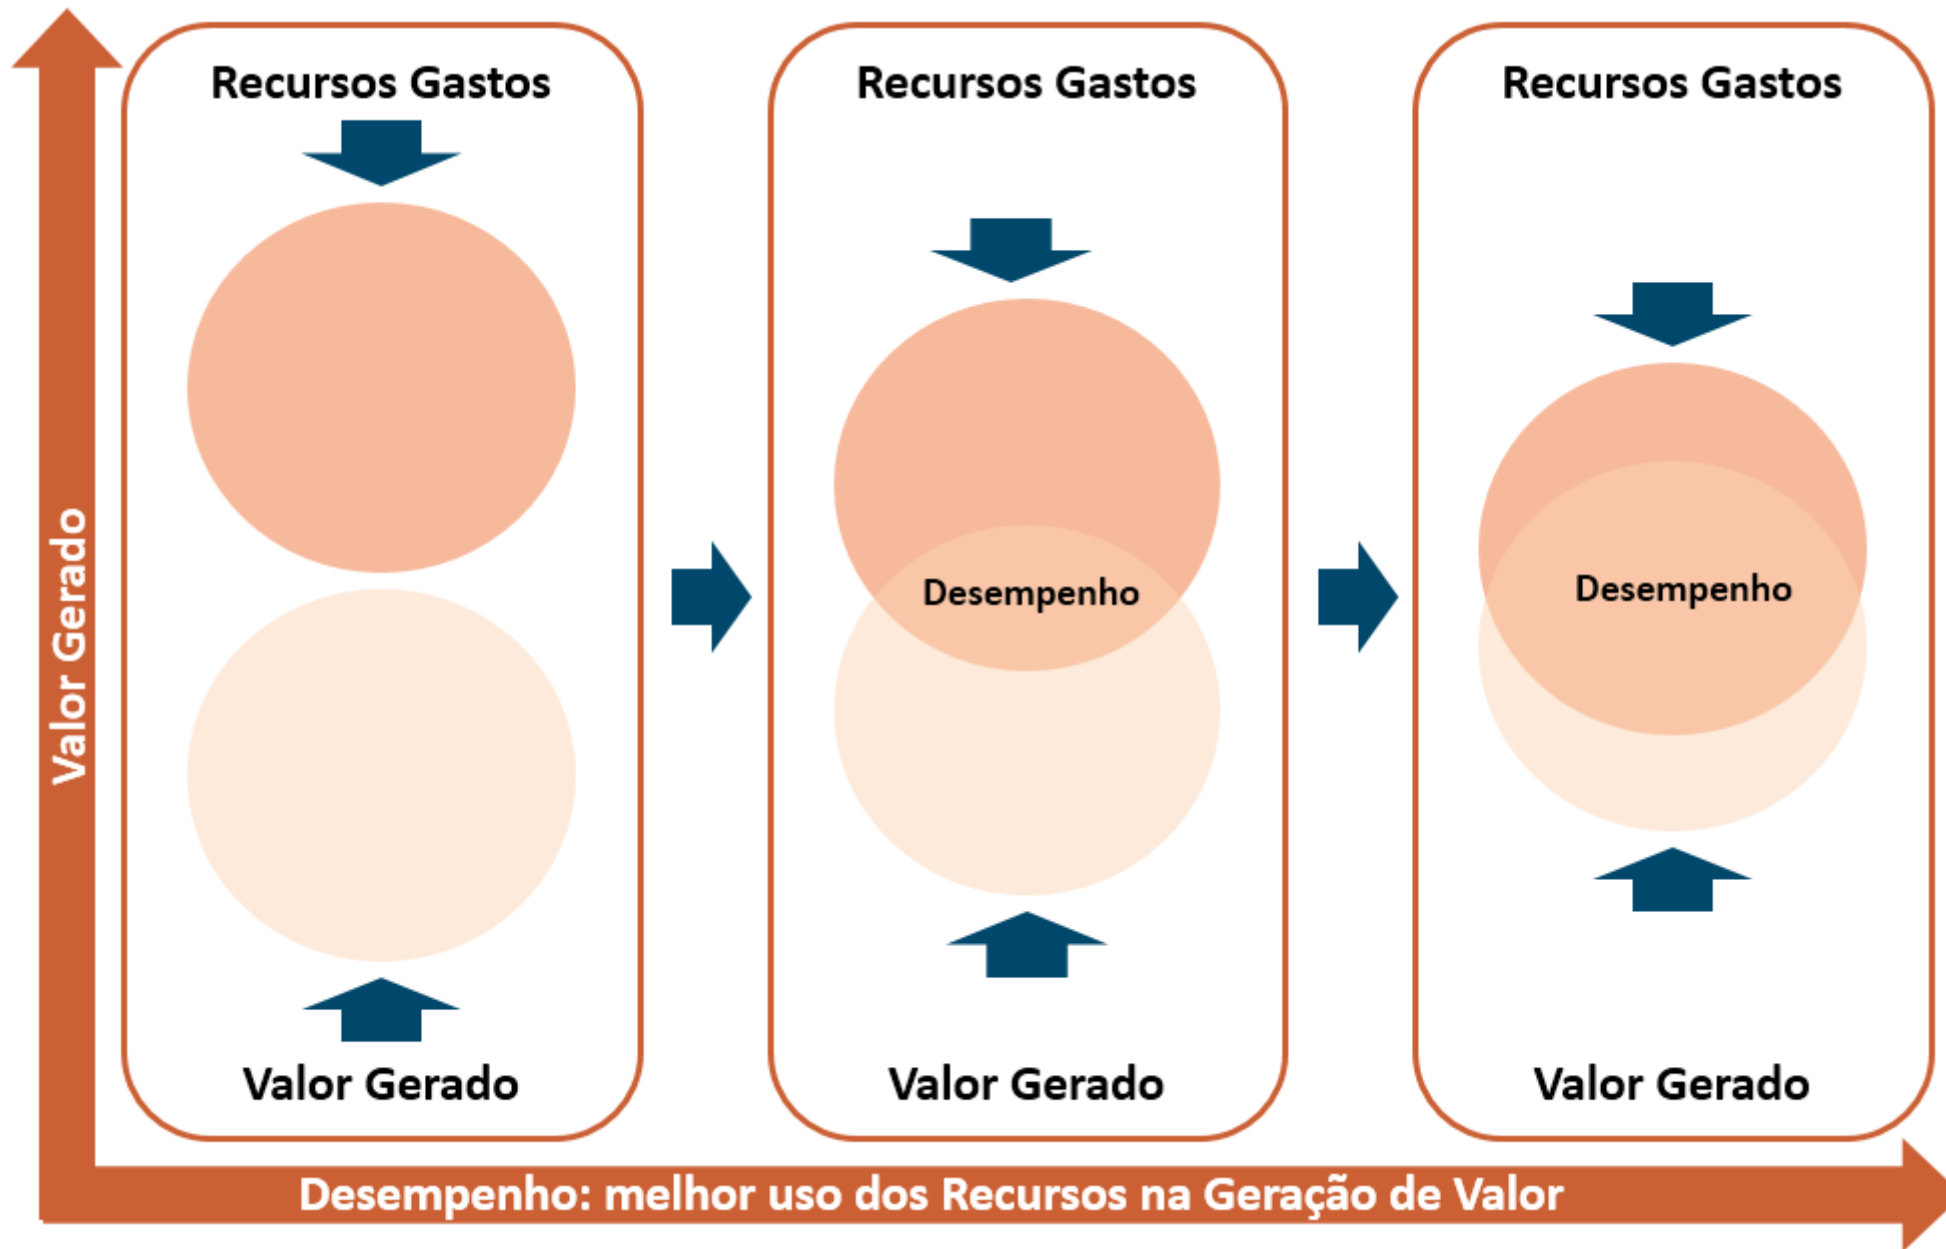 Recursos Gastos
Recursos Gastos
Recursos Gastos
Desempenho
Desempenho
Valor Gerado
Valor Gerado
Valor Gerado
Valor Gerado
Desempenho: melhor uso dos Recursos na Geração de Valor